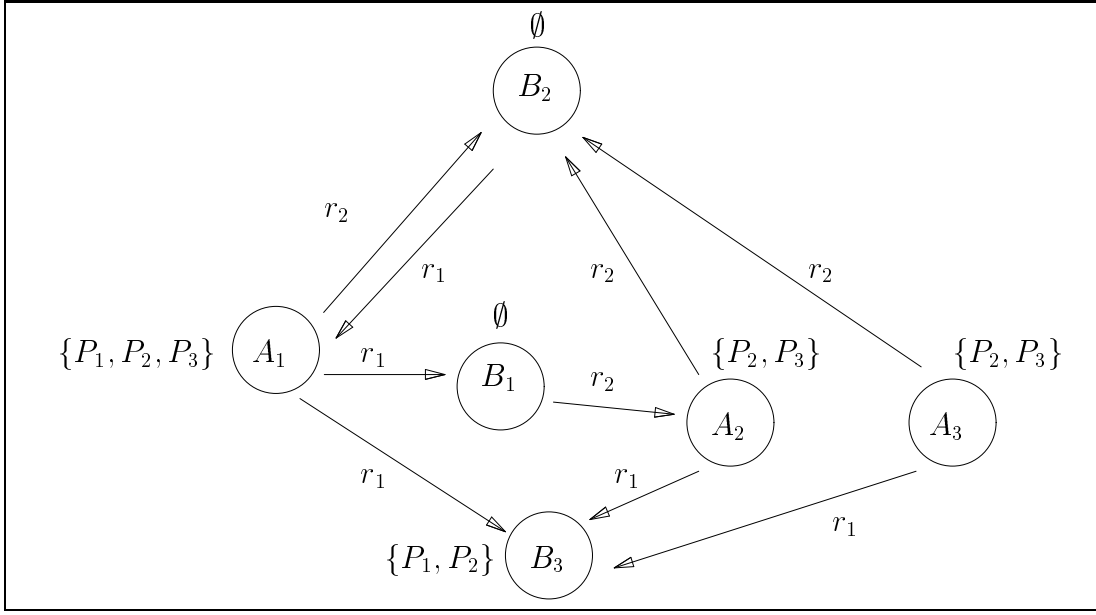 ∅
B₂
r₂
r₁
r₂
r₂
∅
{P₁, P₂, P₃}
A₁
r₁
B₁
r₂
{P₂, P₃}
{P₂, P₃}
A₂
A₃
r₁
r₁
r₁
{P₁, P₂}
B₃